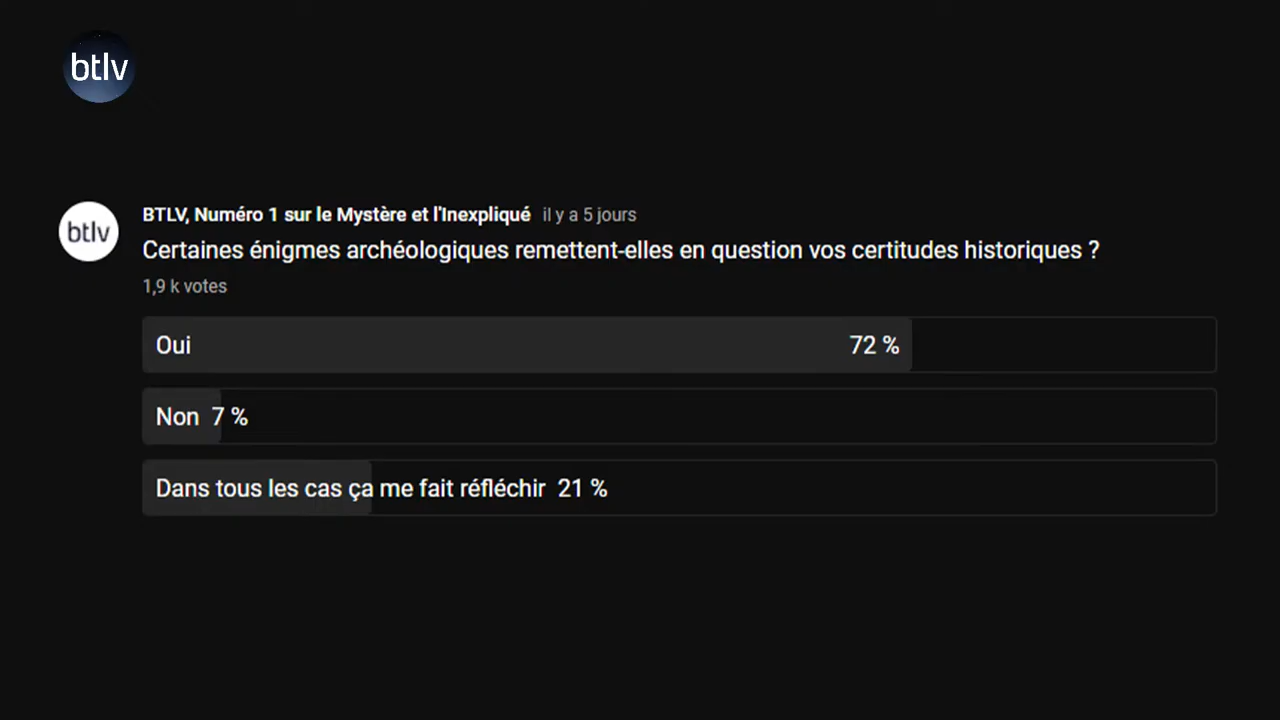 btlv
btlv
BTLV, Numéro 1 sur le Mystère et l'Inexpliqué il y a 5 jours
Certaines énigmes archéologiques remettent-elles en question vos certitudes historiques ?
1,9 k votes
Oui 72 %
Non 7 %
Dans tous les cas ça me fait réfléchir 21 %